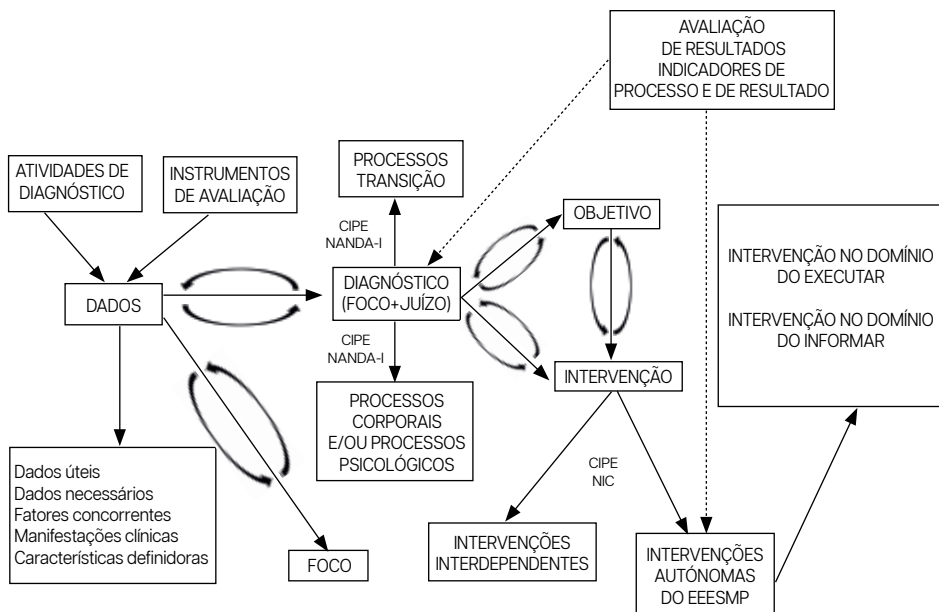 AVALIAÇÃO
DE RESULTADOS
INDICADORES DE
PROCESSO E DE RESULTADO
ATIVIDADES DE
DIAGNÓSTICO
INSTRUMENTOS
DE AVALIAÇÃO
PROCESSOS
TRANSIÇÃO
CIPE
NANDA-I
OBJETIVO
DADOS
DIAGNÓSTICO
(FOCO+JUÍZO)
CIPE
NANDA-I
INTERVENÇÃO
INTERVENÇÃO NO DOMÍNIO
DO EXECUTAR
INTERVENÇÃO NO DOMÍNIO
DO INFORMAR
PROCESSOS
CORPORAIS
E/OU PROCESSOS
PSICOLÓGICOS
CIPE
NIC
Dados úteis
Dados necessários
Fatores concorrentes
Manifestações clínicas
Características definidoras
FOCO
INTERVENÇÕES
INTERDEPENDENTES
INTERVENÇÕES
AUTÓNOMAS
DO EEESMP